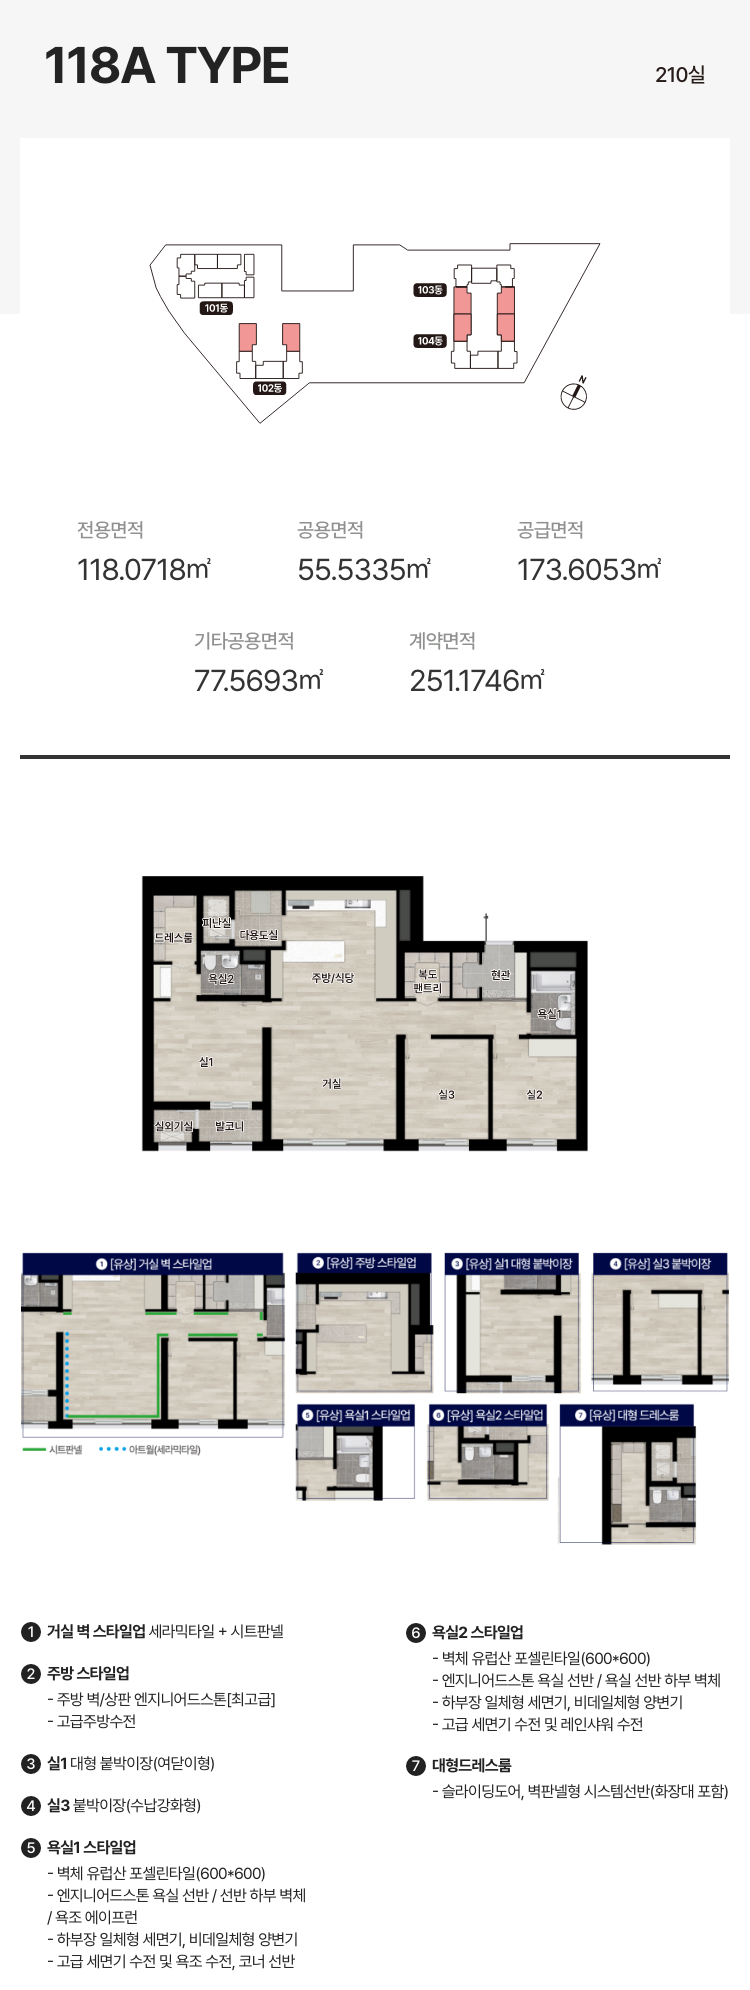 118A TYPE
210실
101동
102동
103동
104동
N
전용면적
118.0718㎡
공용면적
55.5335㎡
공급면적
173.6053㎡
기타공용면적
77.5693㎡
계약면적
251.1746㎡
드레스룸
피난실
다용도실
욕실2
주방/식당
복도
팬트리
현관
욕실1
실1
거실
실3
실2
실외기실
발코니
1 [유상] 거실 벽 스타일업
2 [유상] 주방 스타일업
3 [유상] 실1 대형 붙박이장
4 [유상] 실3 붙박이장
시트판넬
아트월(세라믹타일)
5 [유상] 욕실1 스타일업
6 [유상] 욕실2 스타일업
7 [유상] 대형 드레스룸
1 거실 벽 스타일업 세라믹타일 + 시트판넬
2 주방 스타일업
- 주방 벽/상판 엔지니어드스톤[최고급]
- 고급주방수전
3 실1 대형 붙박이장(여닫이형)
4 실3 붙박이장(수납강화형)
5 욕실1 스타일업
- 벽체 유럽산 포셀린타일(600*600)
- 엔지니어드스톤 욕실 선반 / 선반 하부 벽체
/ 욕조 에이프런
- 하부장 일체형 세면기, 비데일체형 양변기
- 고급 세면기 수전 및 욕조 수전, 코너 선반
6 욕실2 스타일업
- 벽체 유럽산 포셀린타일(600*600)
- 엔지니어드스톤 욕실 선반 / 욕실 선반 하부 벽체
- 하부장 일체형 세면기, 비데일체형 양변기
- 고급 세면기 수전 및 레인샤워 수전
7 대형드레스룸
- 슬라이딩도어, 벽판넬형 시스템선반(화장대 포함)